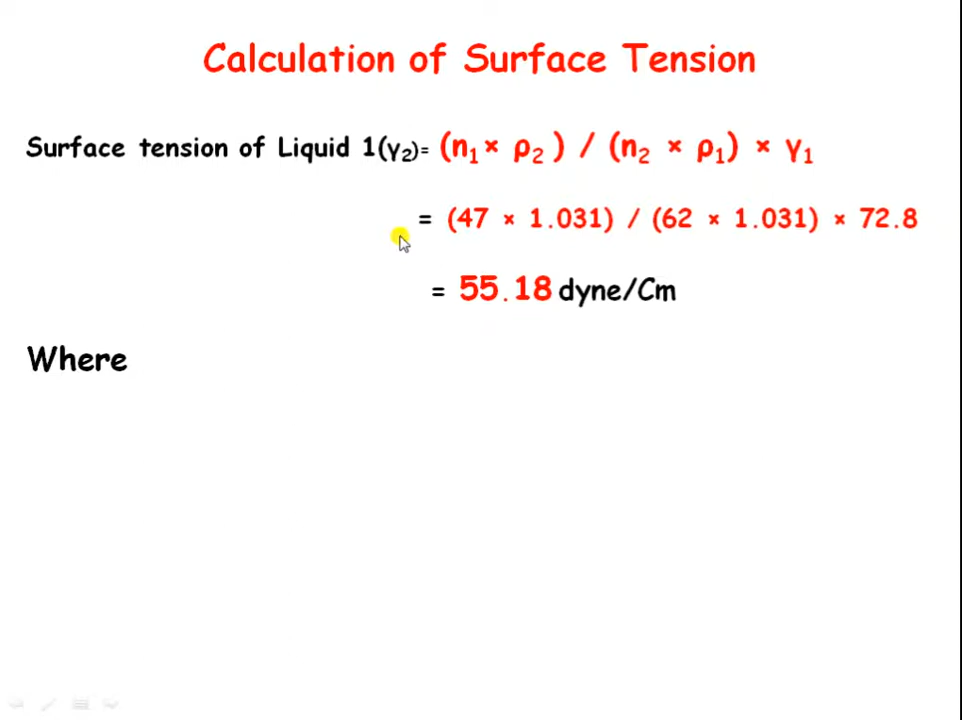 Calculation of Surface Tension
Surface tension of Liquid 1(γ₂)= (n₁× ρ₂ ) / (n₂ × ρ₁) × γ₁
= (47 × 1.031) / (62 × 1.031) × 72.8
= 55.18 dyne/Cm
Where